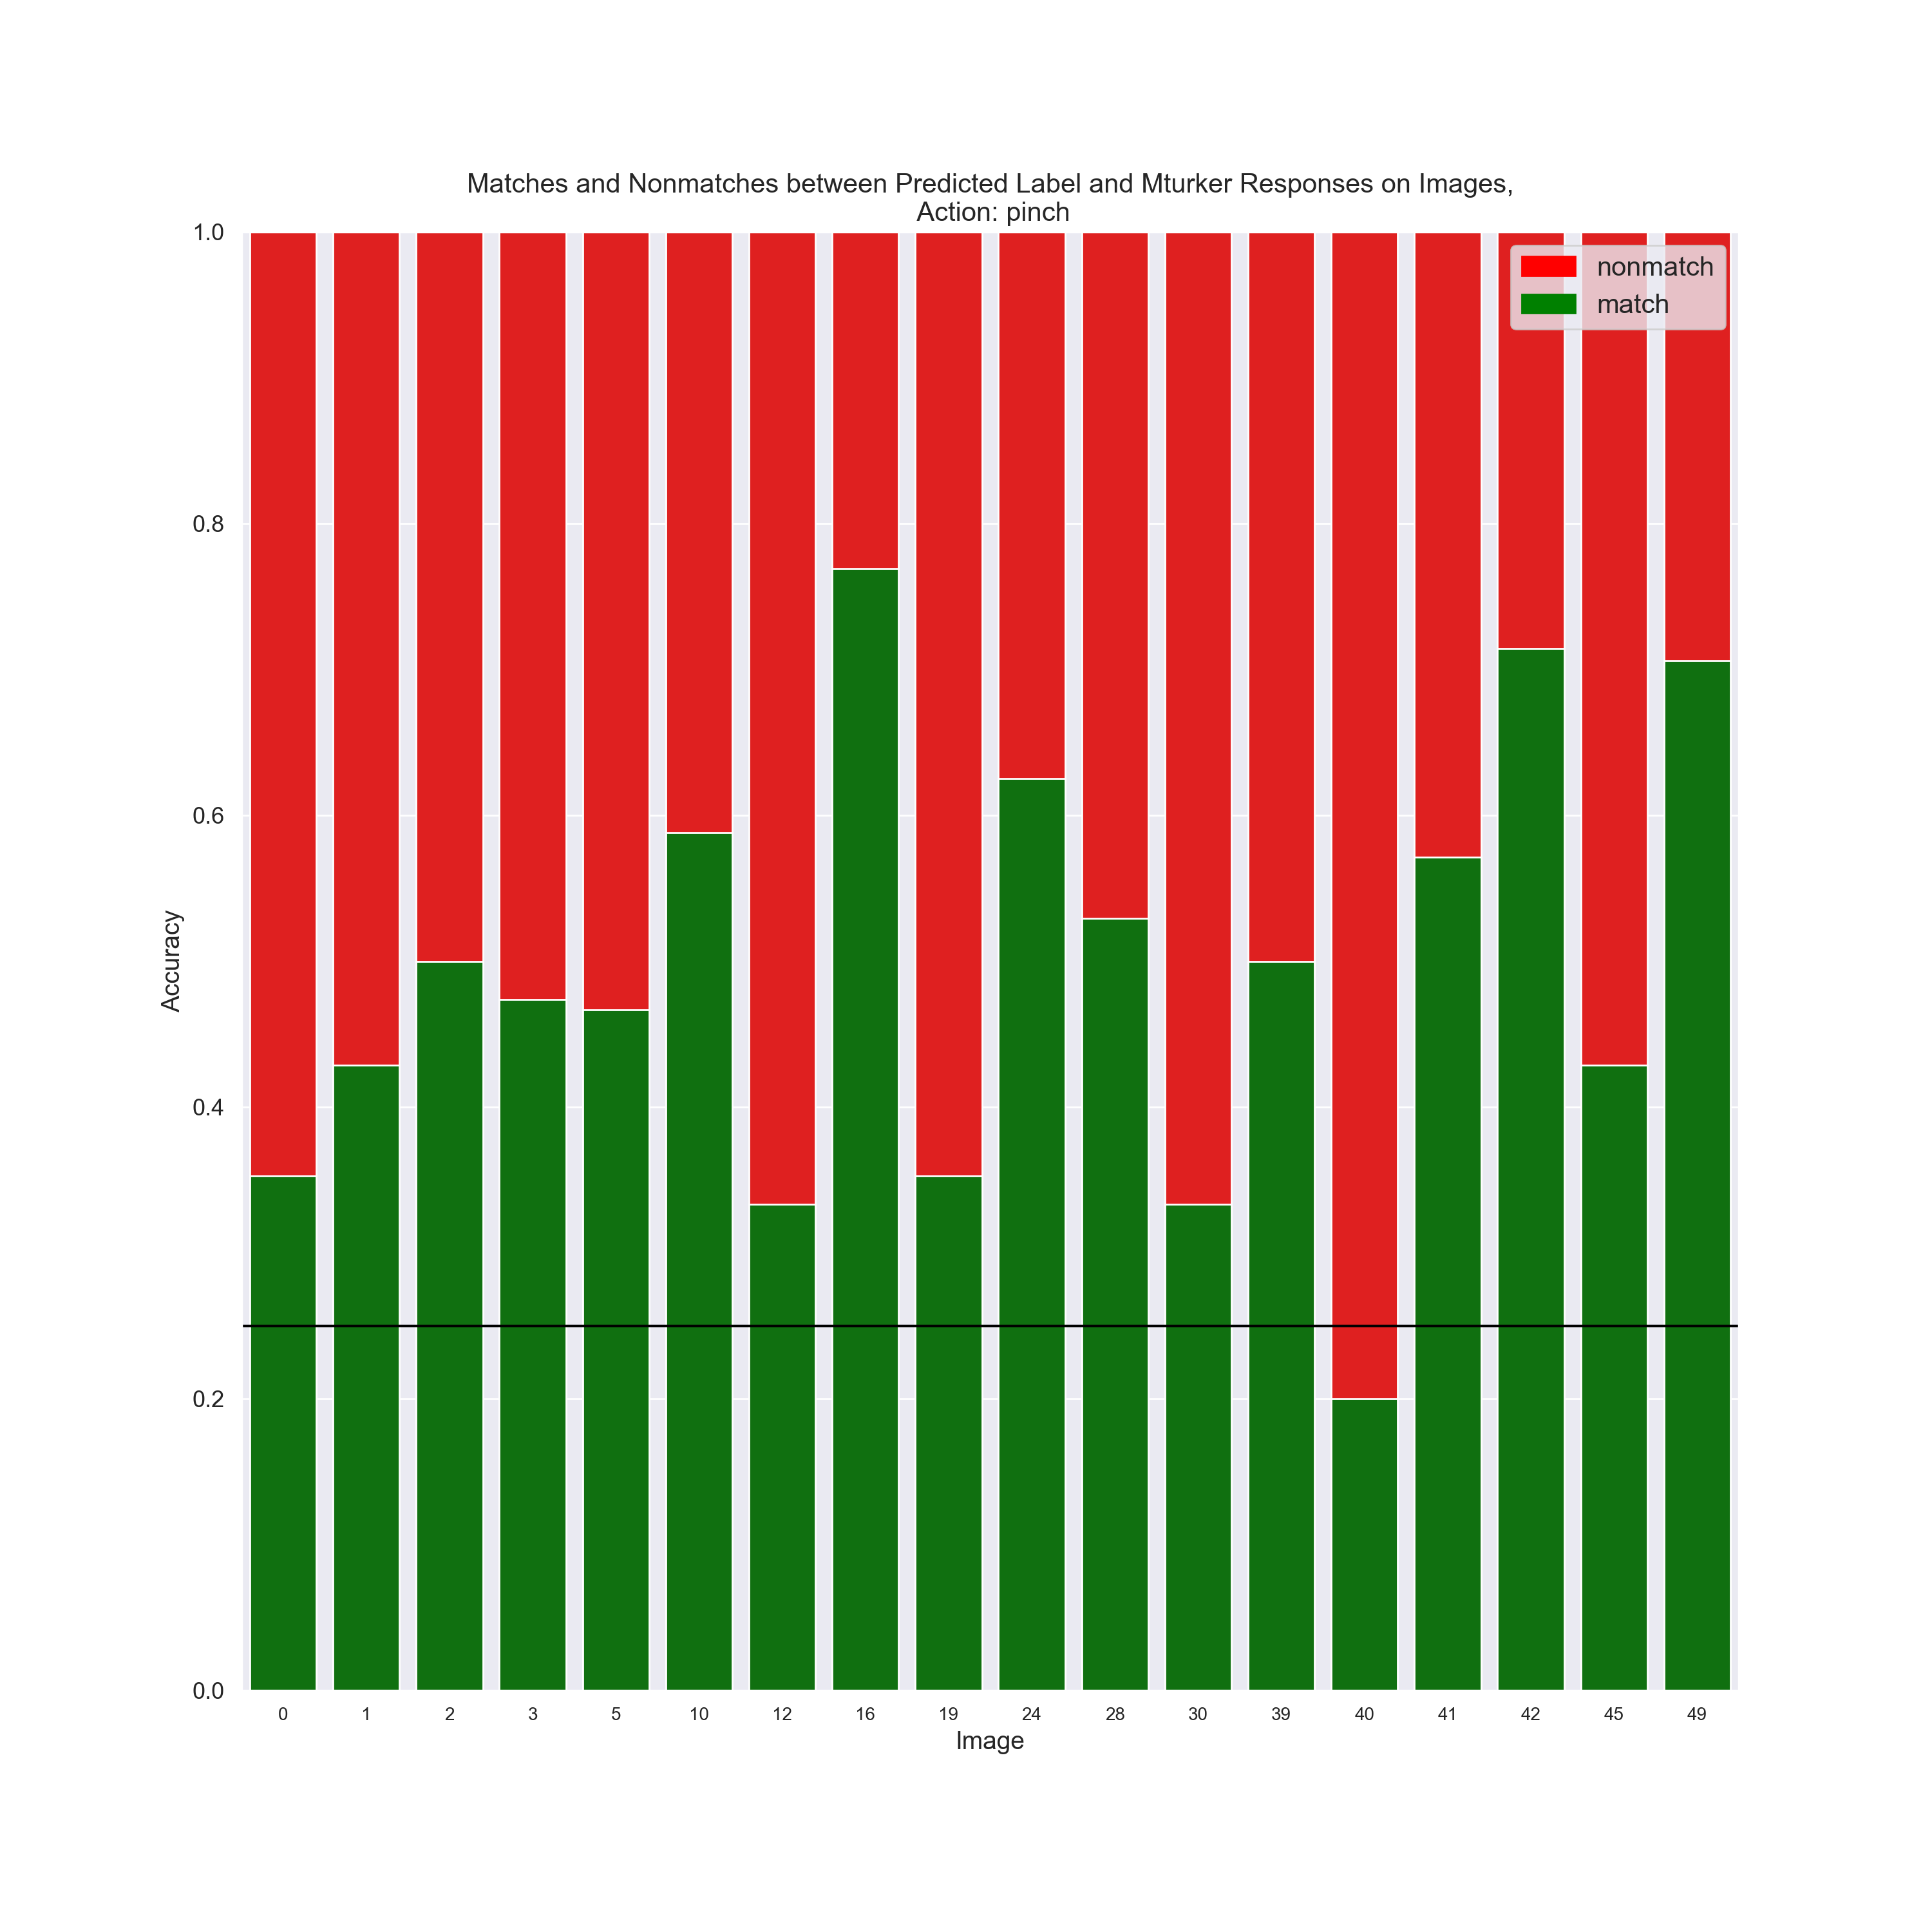 Matches and Nonmatches between Predicted Label and Mturker Responses on Images,
Action: pinch
1.0
0.8
0.6
0.4
0.2
0.0
Accuracy
nonmatch
match
0 1 2 3 5 10 12 16 19 24 28 30 39 40 41 42 45 49
Image